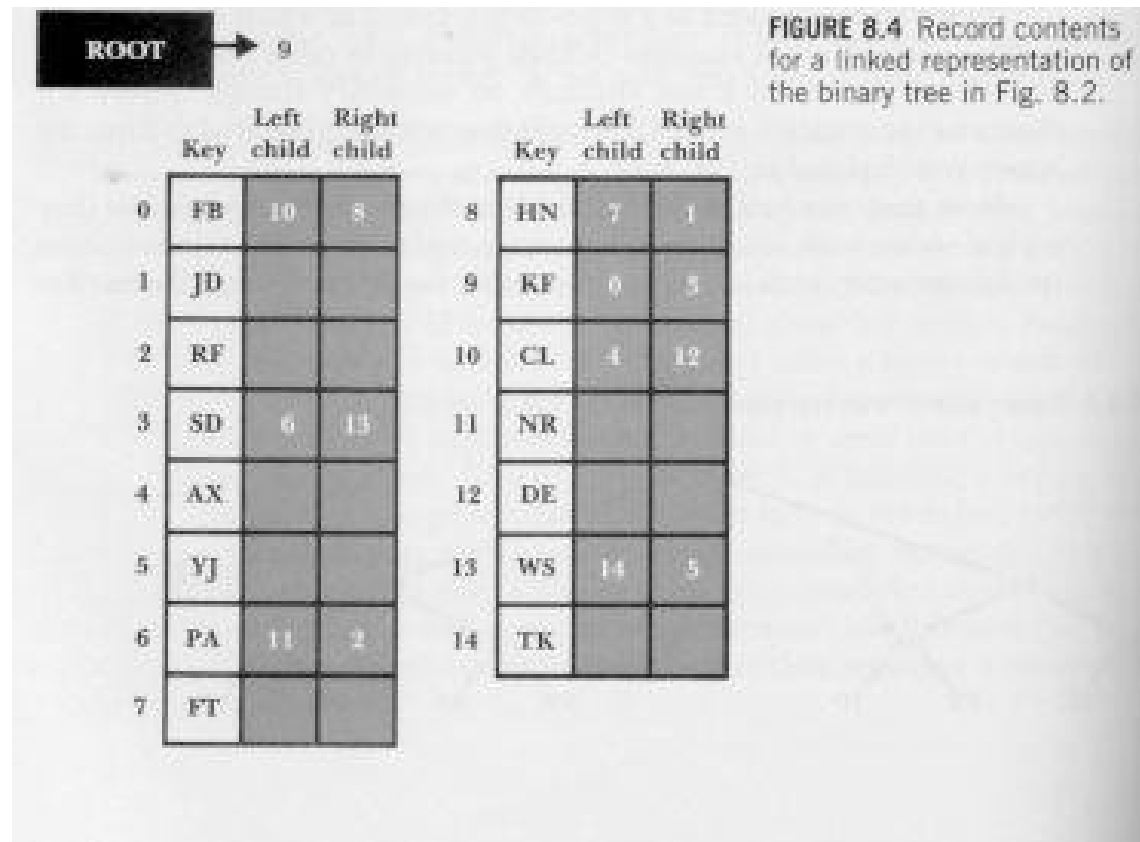 ROOT 9
FIGURE 8.4 Record contents
for a linked representation of
the binary tree in Fig. 8.2.
Left Right
Key child child
0 FB 10 8
1 JD
2 RF
3 SD 6 13
4 AX
5 YJ
6 PA 11 2
7 FT
Left Right
Key child child
8 HN 7 1
9 KF 0 3
10 CL 4 12
11 NR
12 DE
13 WS 14 5
14 TK